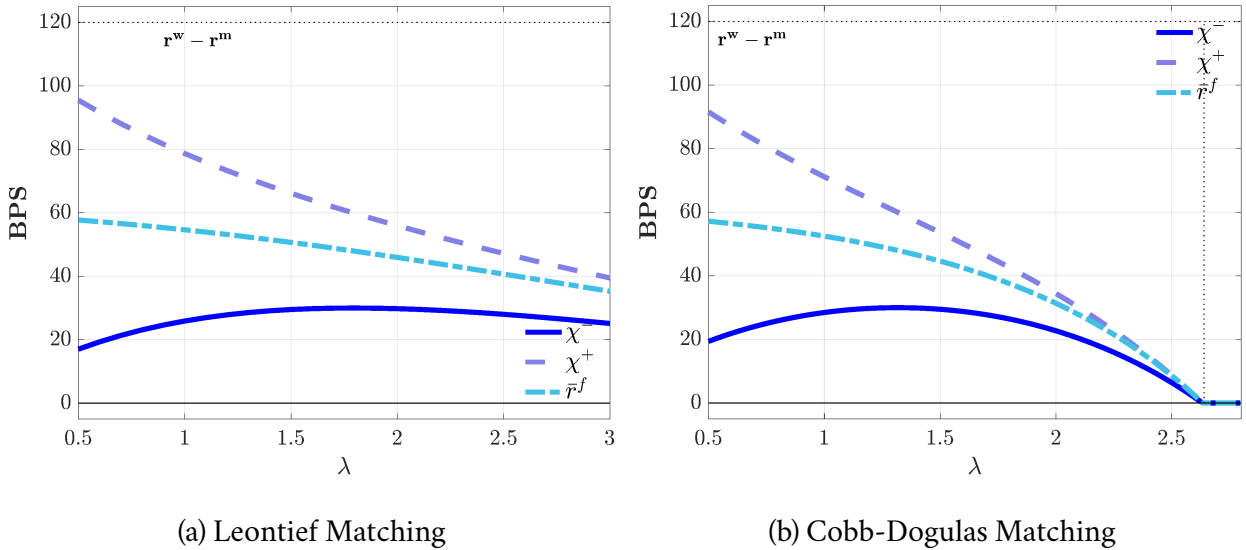 120
100
80
60
40
20
0
BPS
r^w − r^m
χ^−
χ^+
r̄^f
0.5 1 1.5 2 2.5 3
λ
(a) Leontief Matching
120
100
80
60
40
20
0
BPS
r^w − r^m
χ^−
χ^+
r̄^f
0.5 1 1.5 2 2.5
λ
(b) Cobb-Dogulas Matching